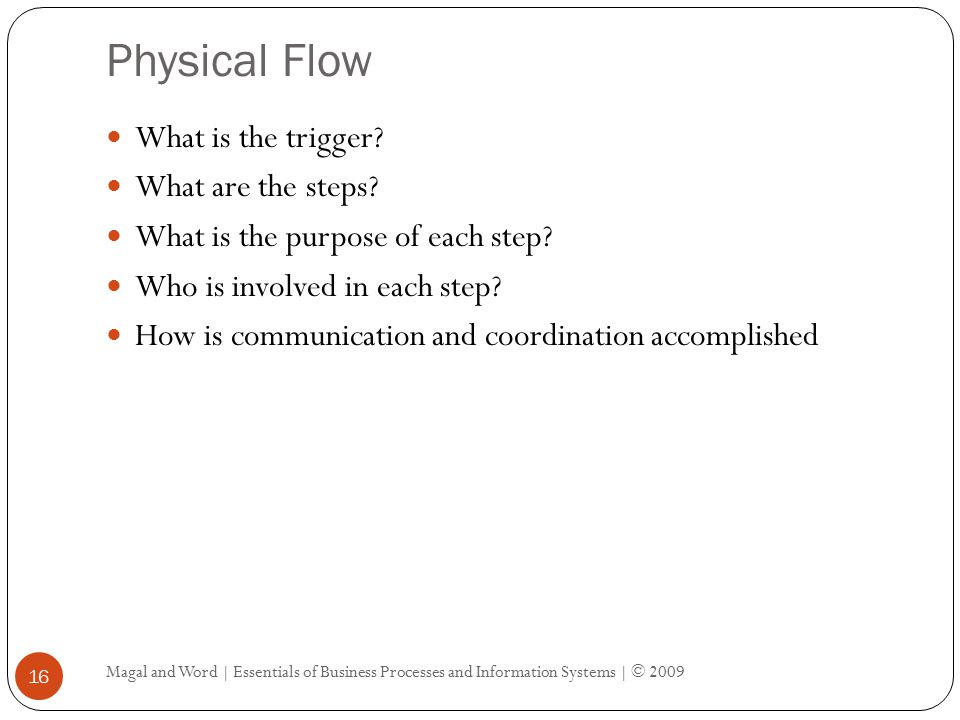 Physical Flow
What is the trigger?
What are the steps?
What is the purpose of each step?
Who is involved in each step?
How is communication and coordination accomplished
16
Magal and Word | Essentials of Business Processes and Information Systems | © 2009